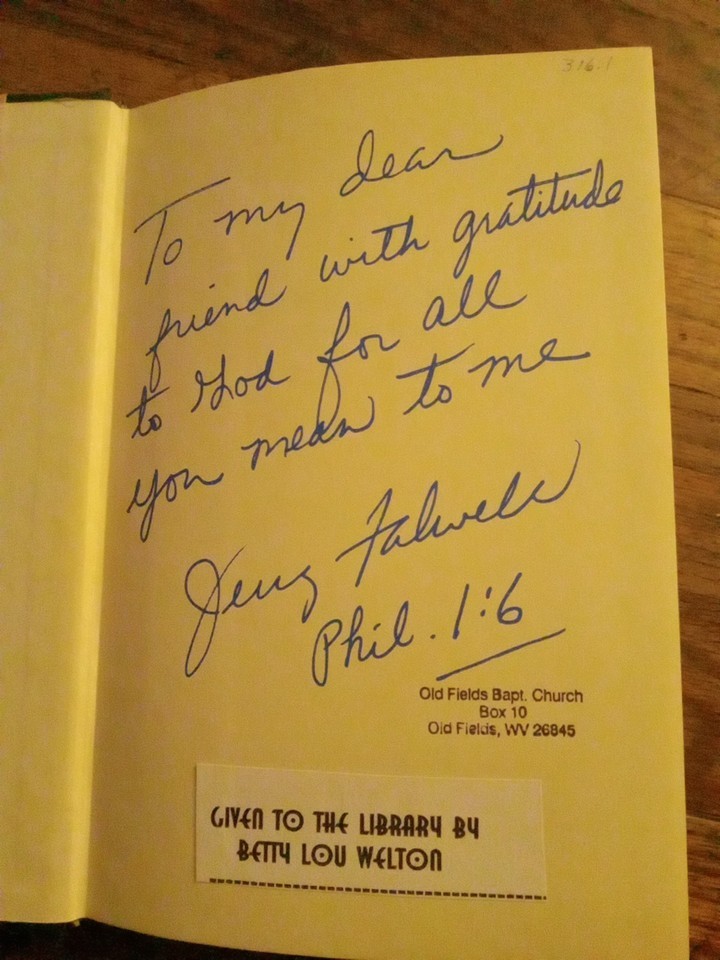 316.1
To my dear
friend with gratitude
to God for all
you mean to me
Jerry Falwell
Phil. 1:6
Old Fields Bapt. Church
Box 10
Old Fields, WV 26845
GIVEN TO THE LIBRARY BY
BETTY LOU WELTON